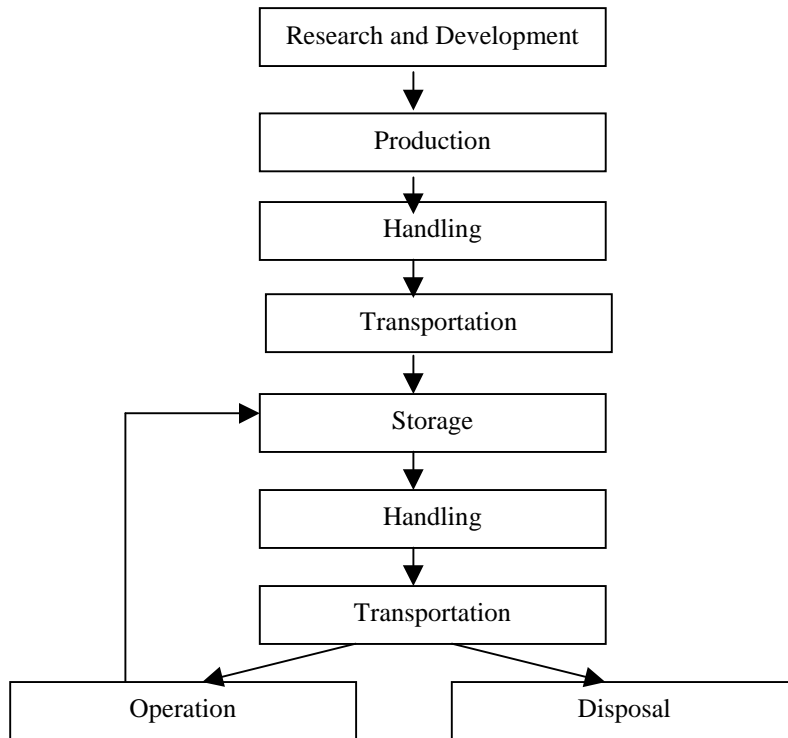 Research and Development
Production
Handling
Transportation
Storage
Handling
Transportation
Operation
Disposal